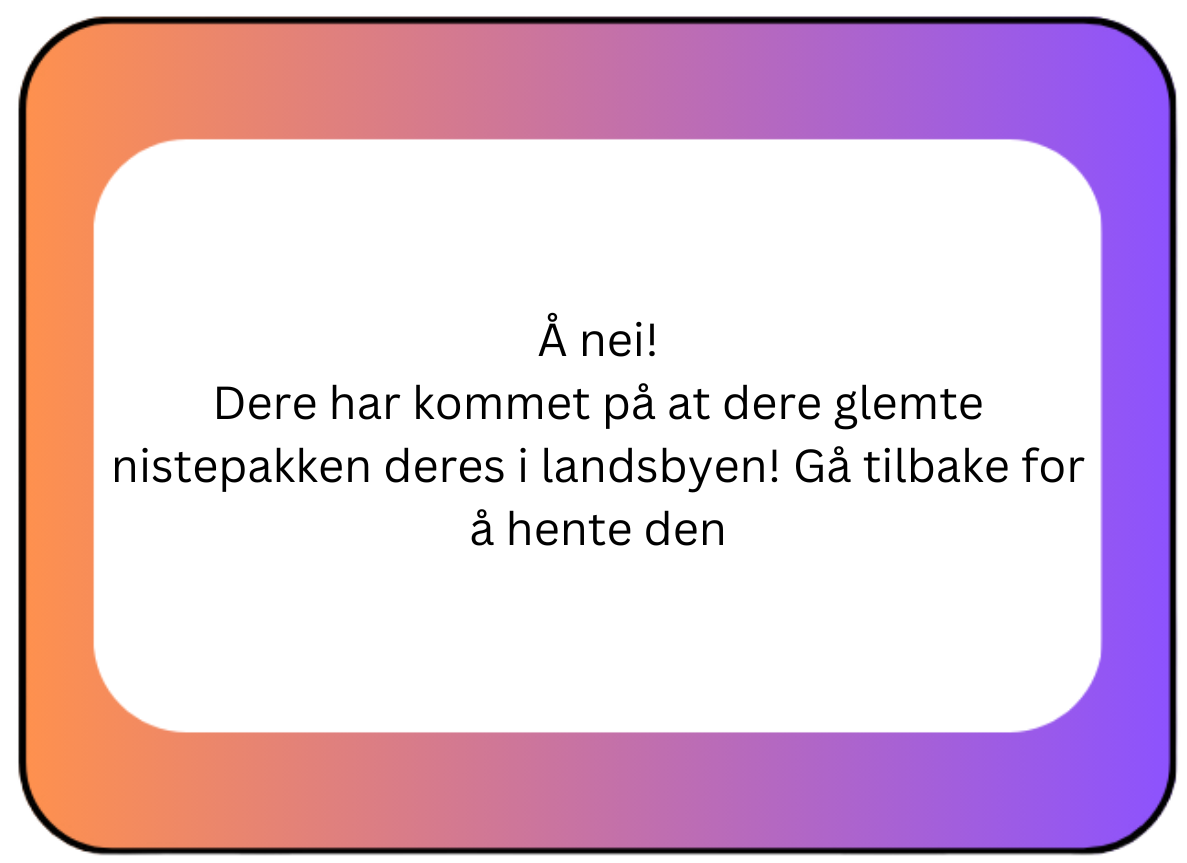 Å nei!
Dere har kommet på at dere glemte
nistepakken deres i landsbyen! Gå tilbake for
å hente den